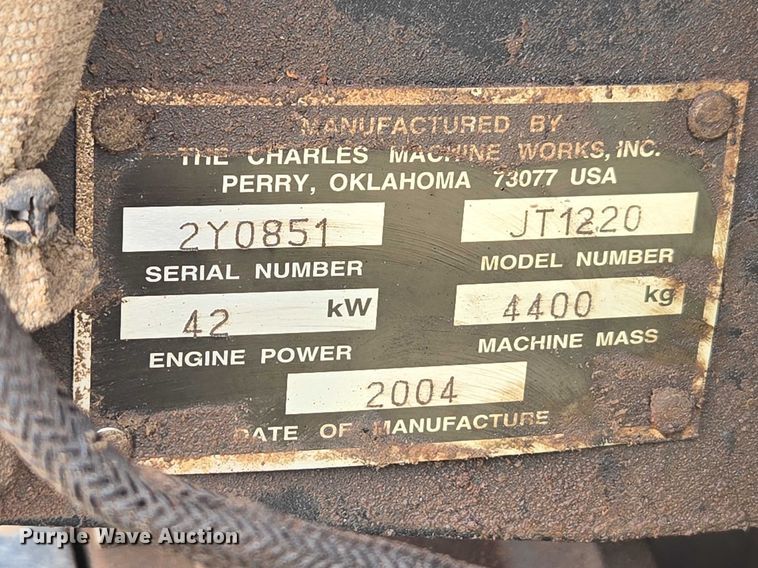 MANUFACTURED BY
THE CHARLES MACHINE WORKS, INC.
PERRY, OKLAHOMA 73077 USA
2Y0851 JT1220
SERIAL NUMBER MODEL NUMBER
42 kW 4400 kg
ENGINE POWER MACHINE MASS
2004
DATE OF MANUFACTURE
Purple Wave Auction